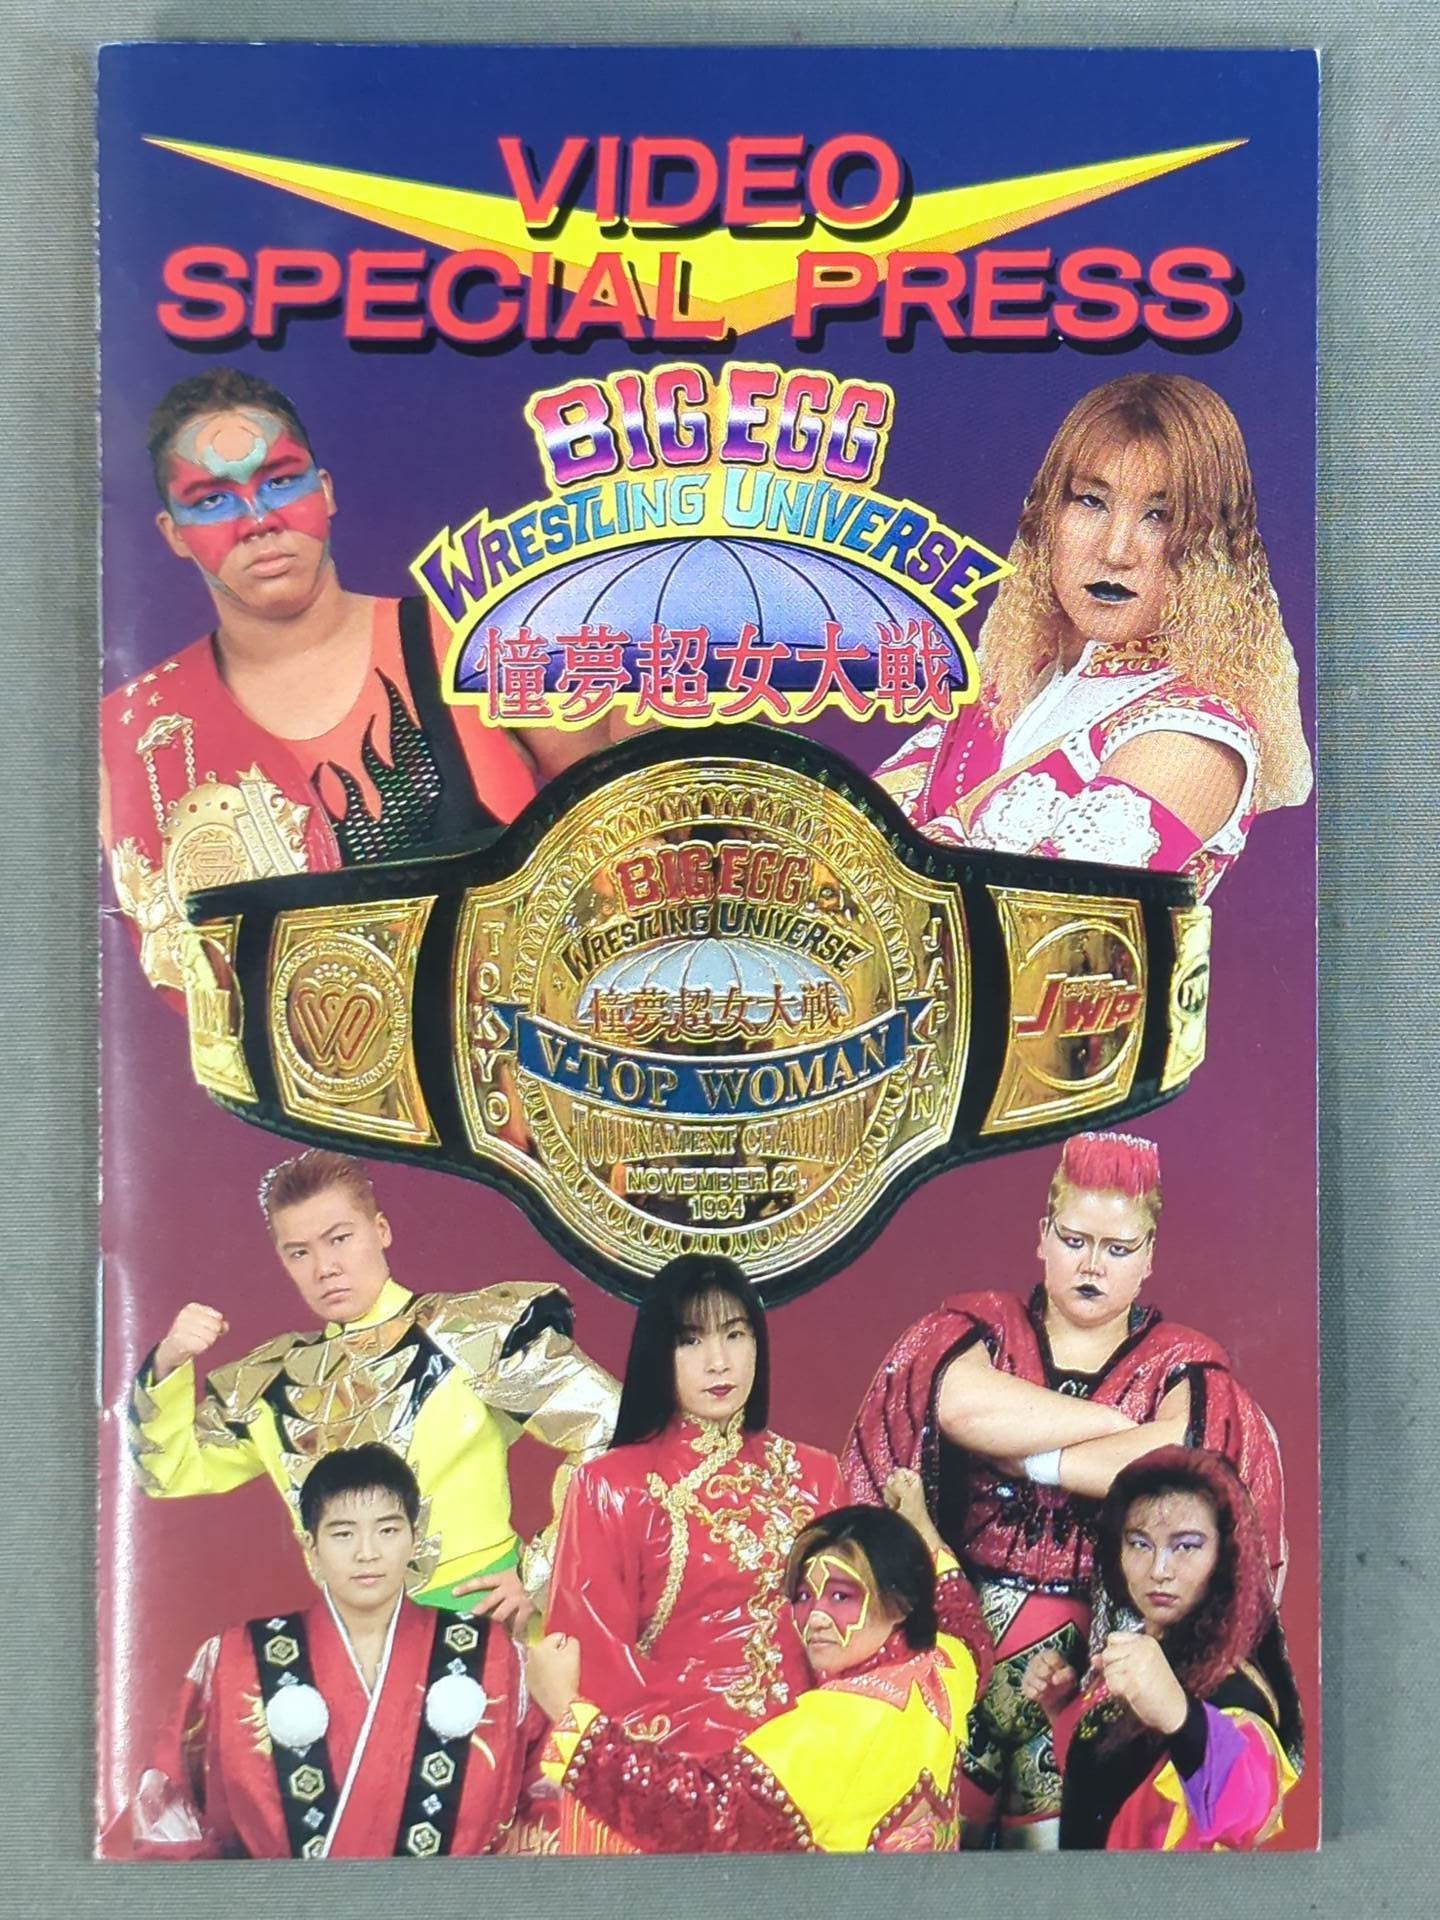 VIDEO
SPECIAL PRESS
BIG EGG
WRESTLING UNIVERSE
憧夢超女大戦
BIG EGG
WRESTLING UNIVERSE
憧夢超女大戦
TOKYO
JAPAN
V-TOP WOMAN
TOURNAMENT CHAMPION
NOVEMBER 20,
1994
JWP